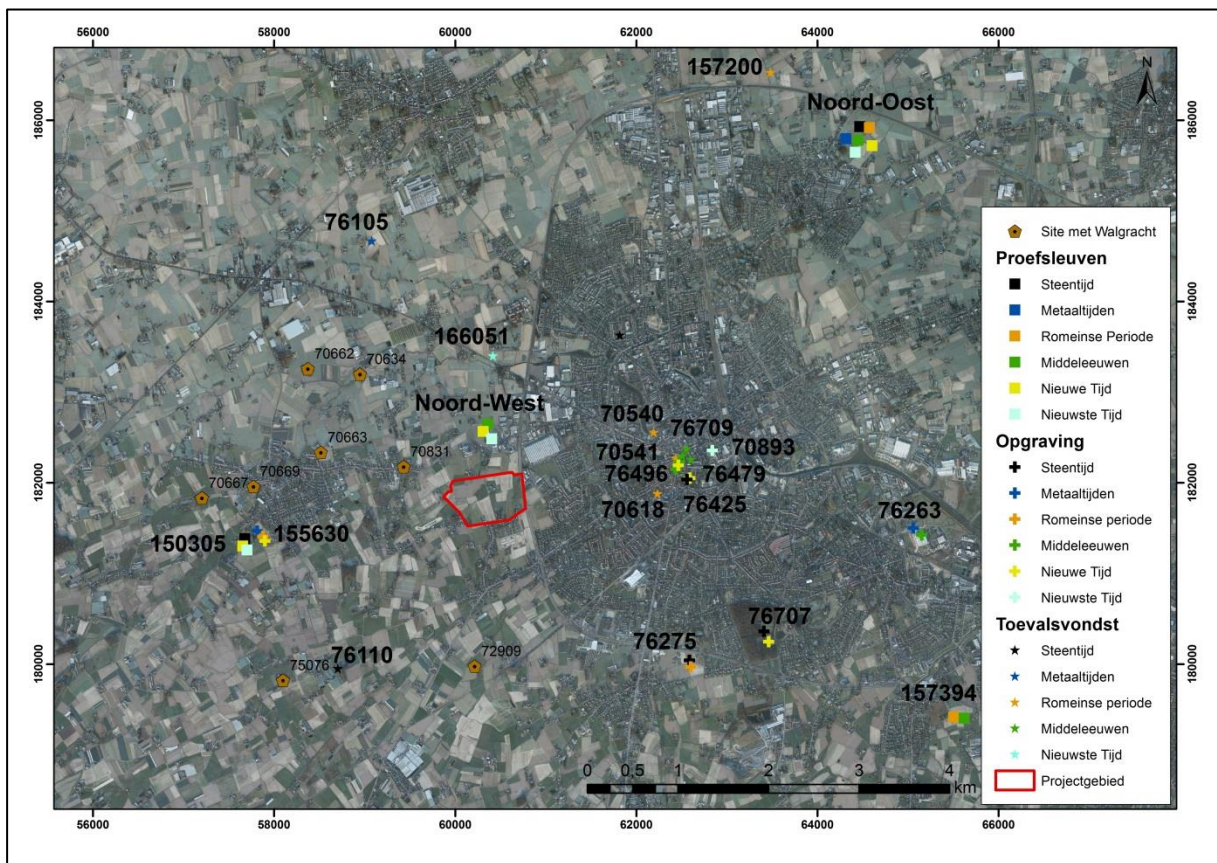 56000 58000 60000 62000 64000 66000
N
157200
Noord-Oost
186000 186000
76105
184000 184000
166051
70662 70634
Noord-West
70540 76709
70663
70831
70541 70893
70669
76496 76479
70667
182000 182000
76425
70618
76263
150305 155630
76707
76275
76110
75076
72909
180000 180000
157394
0 0,5 1 2 3 4
km
56000 58000 60000 62000 64000 66000
Site met Walgracht
Proefsleuven
Steentijd
Metaaltijden
Romeinse Periode
Middeleeuwen
Nieuwe Tijd
Nieuwste Tijd
Opgraving
Steentijd
Metaaltijden
Romeinse periode
Middeleeuwen
Nieuwe Tijd
Nieuwste Tijd
Toevalsvondst
Steentijd
Metaaltijden
Romeinse periode
Middeleeuwen
Nieuwste Tijd
Projectgebied